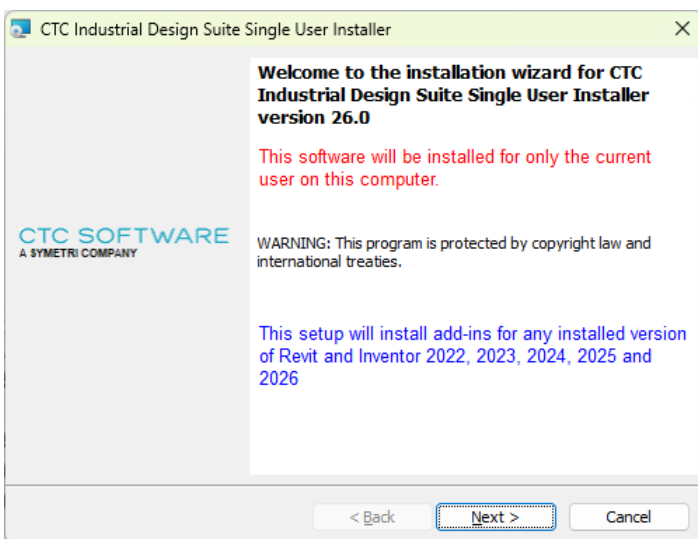 CTC Industrial Design Suite Single User Installer
Welcome to the installation wizard for CTC
Industrial Design Suite Single User Installer
version 26.0
This software will be installed for only the current
user on this computer.
CTC SOFTWARE
A SYMETRI COMPANY
WARNING: This program is protected by copyright law and
international treaties.
This setup will install add-ins for any installed version
of Revit and Inventor 2022, 2023, 2024, 2025 and
2026
< Back Next > Cancel